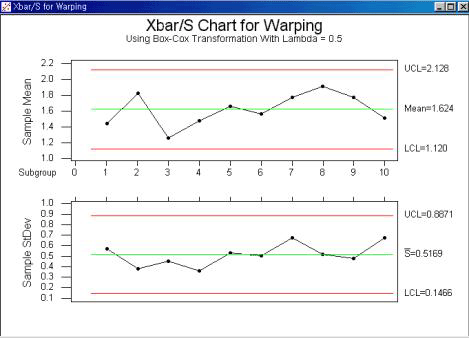 Xbar/S for Warping
Xbar/S Chart for Warping
Using Box-Cox Transformation With Lambda = 0.5
Sample Mean
2.2
2.0
1.8
1.6
1.4
1.2
1.0
UCL=2.128
Mean=1.624
LCL=1.120
Subgroup 0 1 2 3 4 5 6 7 8 9 10
Sample StDev
1.0
0.9
0.8
0.7
0.6
0.5
0.4
0.3
0.2
0.1
UCL=0.8871
S̅=0.5169
LCL=0.1466